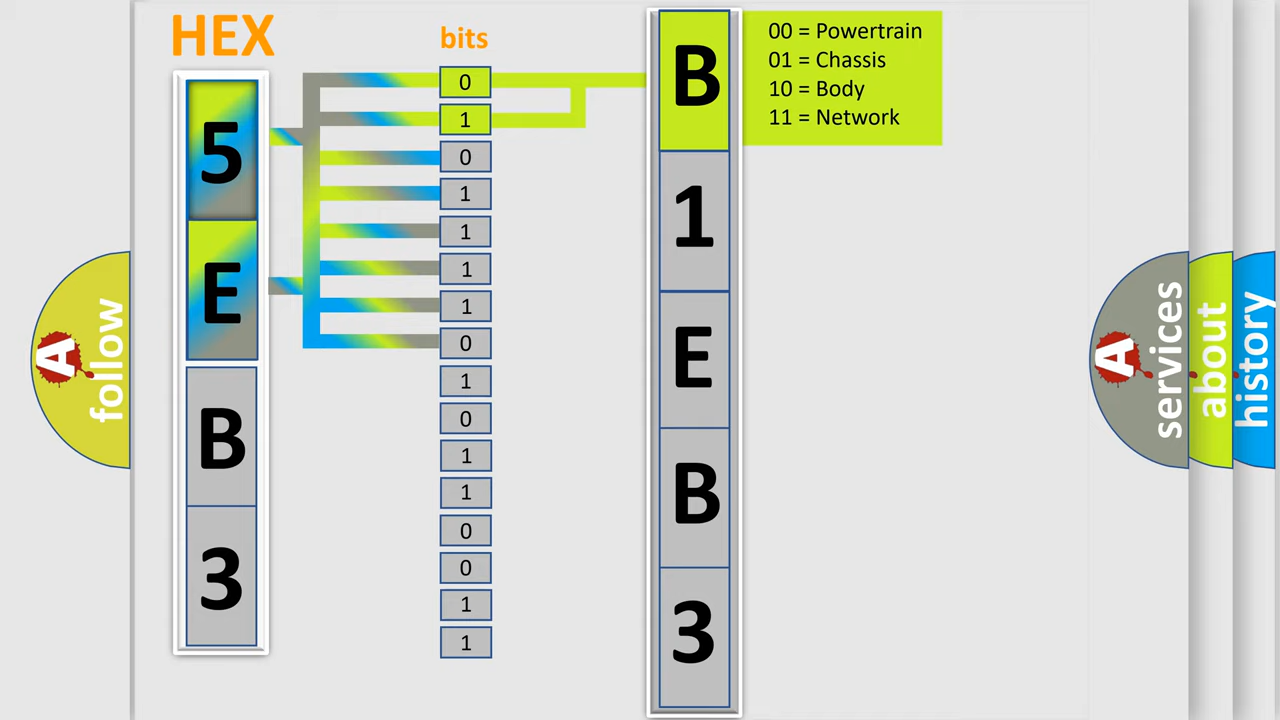 HEX
5
E
B
3
bits
0
1
0
1
1
1
1
0
1
0
1
1
0
0
1
1
B
1
E
B
3
00 = Powertrain
01 = Chassis
10 = Body
11 = Network
A follow
A services
about
history